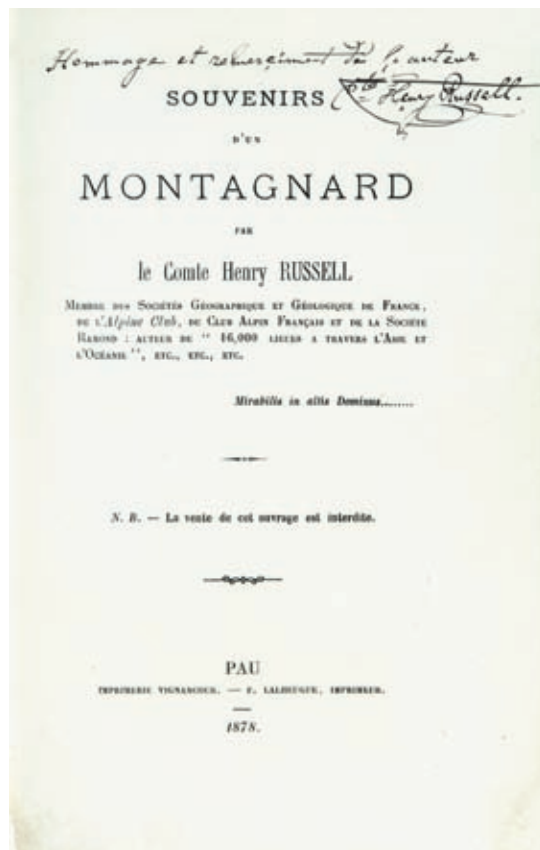 Hommage et remerciment de l'auteur
Cte Henry Russell.
SOUVENIRS
D'UN
MONTAGNARD
PAR
le Comte Henry RUSSELL
MEMBRE DES SOCIÉTÉS GÉOGRAPHIQUE ET GÉOLOGIQUE DE FRANCE,
DE L'Alpine Club, DU CLUB ALPIN FRANÇAIS ET DE LA SOCIÉTÉ
RAMOND : AUTEUR DE " 16,000 LIEUES A TRAVERS L'ASIE ET
L'OCÉANIE ", ETC., ETC., ETC.
Mirabilis in altis Dominus........
N. B. — La vente de cet ouvrage est interdite.
PAU
IMPRIMERIE VIGNANCOUR. — F. LALHEUGUE, IMPRIMEUR.
1878.